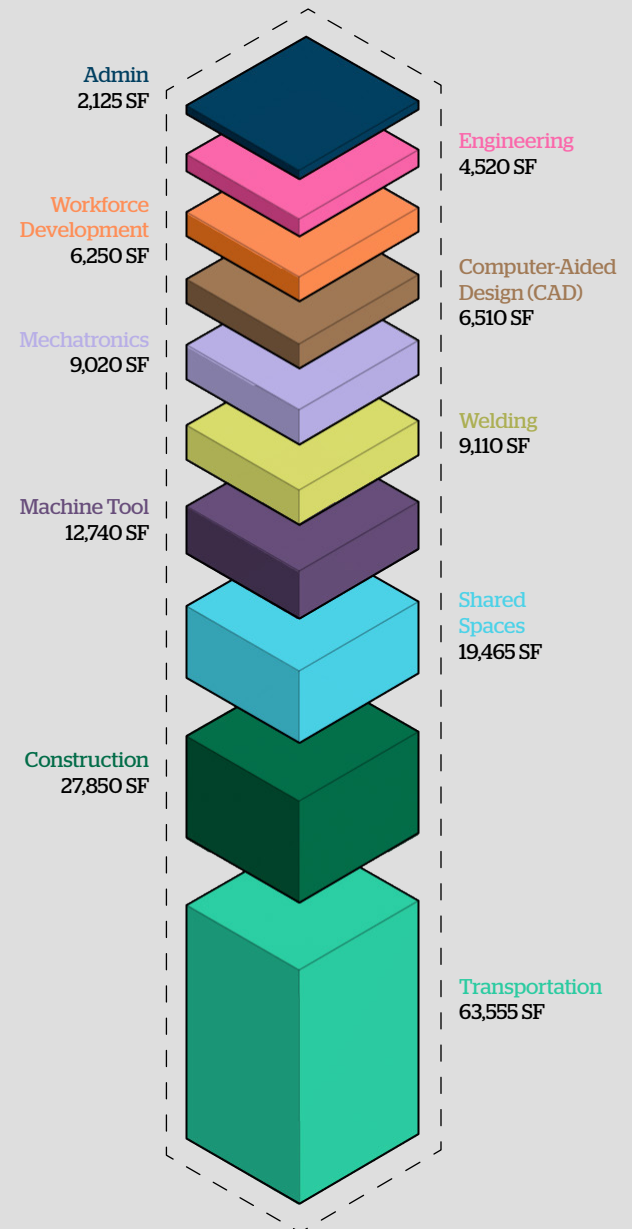 Admin
2,125 SF
Engineering
4,520 SF
Workforce
Development
6,250 SF
Computer-Aided
Design (CAD)
6,510 SF
Mechatronics
9,020 SF
Welding
9,110 SF
Machine Tool
12,740 SF
Shared
Spaces
19,465 SF
Construction
27,850 SF
Transportation
63,555 SF